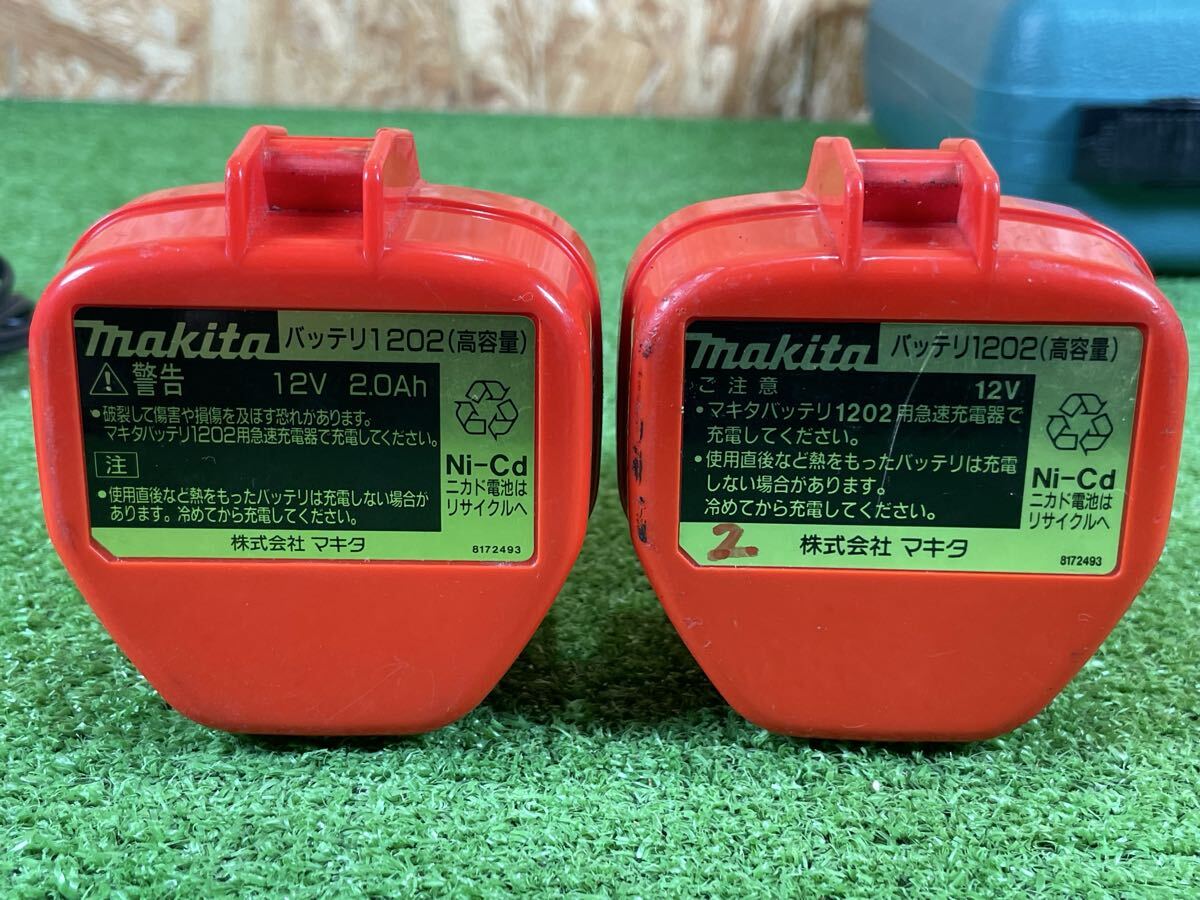 makita バッテリ1202(高容量)
警告 12V 2.0Ah
•破裂して傷害や損傷を及ぼす恐れがあります。
マキタバッテリ1202用急速充電器で充電してください。
注
•使用直後など熱をもったバッテリは充電しない場合が
あります。冷めてから充電してください。
Ni-Cd
ニカド電池は
リサイクルへ
株式会社 マキタ
8172493
makita バッテリ1202(高容量)
ご注意 12V
•マキタバッテリ1202用急速充電器で
充電してください。
•使用直後など熱をもったバッテリは充電
しない場合があります。
冷めてから充電してください。
Ni-Cd
ニカド電池は
リサイクルへ
2
株式会社 マキタ
8172493